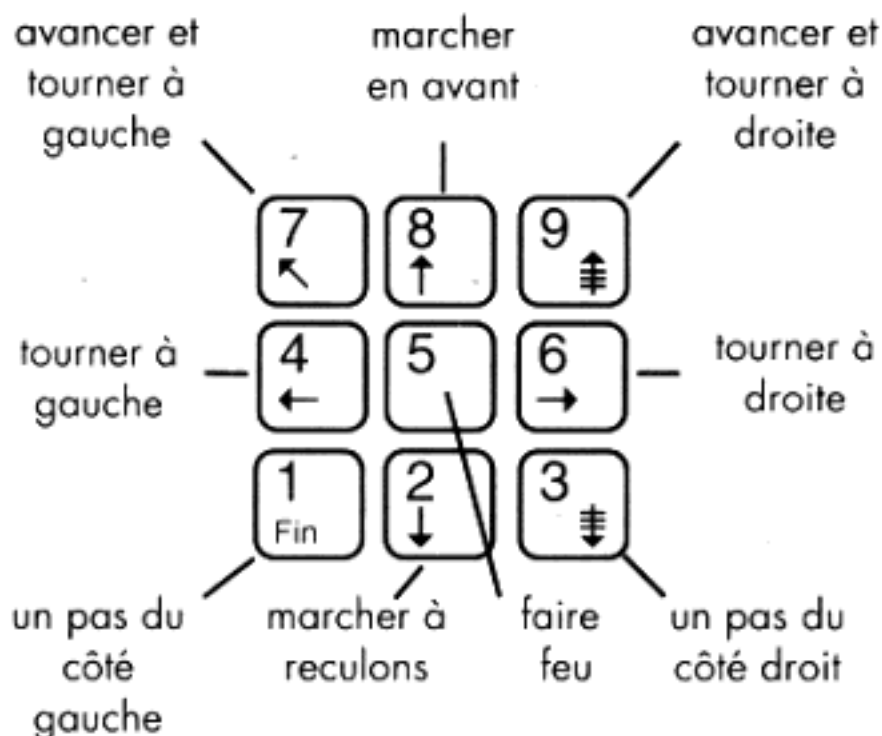 avancer et
tourner à
gauche
marcher
en avant
avancer et
tourner à
droite
7
8
9
tourner à
gauche
4
5
6
tourner à
droite
1
Fin
2
3
un pas du
côté
gauche
marcher à
reculons
faire
feu
un pas du
côté droit